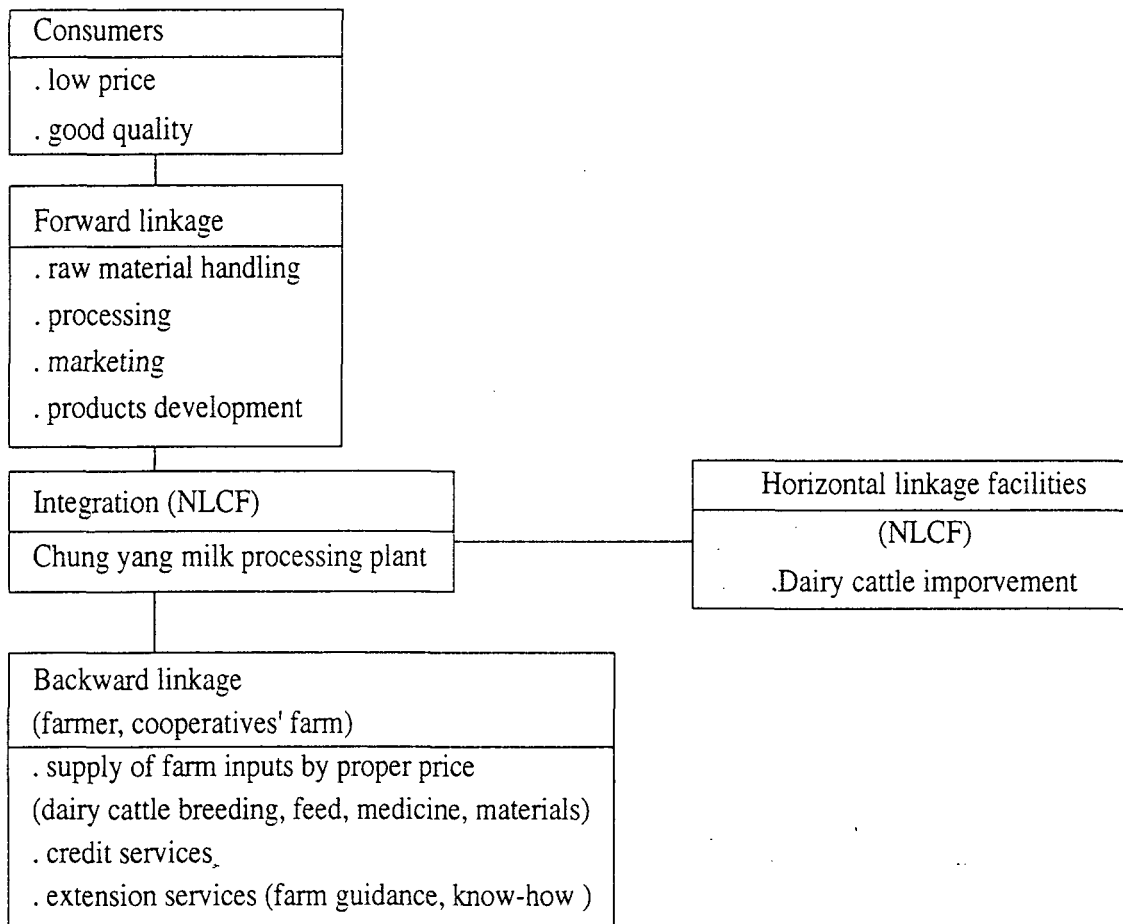 Consumers
. low price
. good quality
Forward linkage
. raw material handling
. processing
. marketing
. products development
Integration (NLCF)
Chung yang milk processing plant
Horizontal linkage facilities
(NLCF)
.Dairy cattle imporvement
Backward linkage
(farmer, cooperatives' farm)
. supply of farm inputs by proper price
(dairy cattle breeding, feed, medicine, materials)
. credit services
. extension services (farm guidance, know-how )